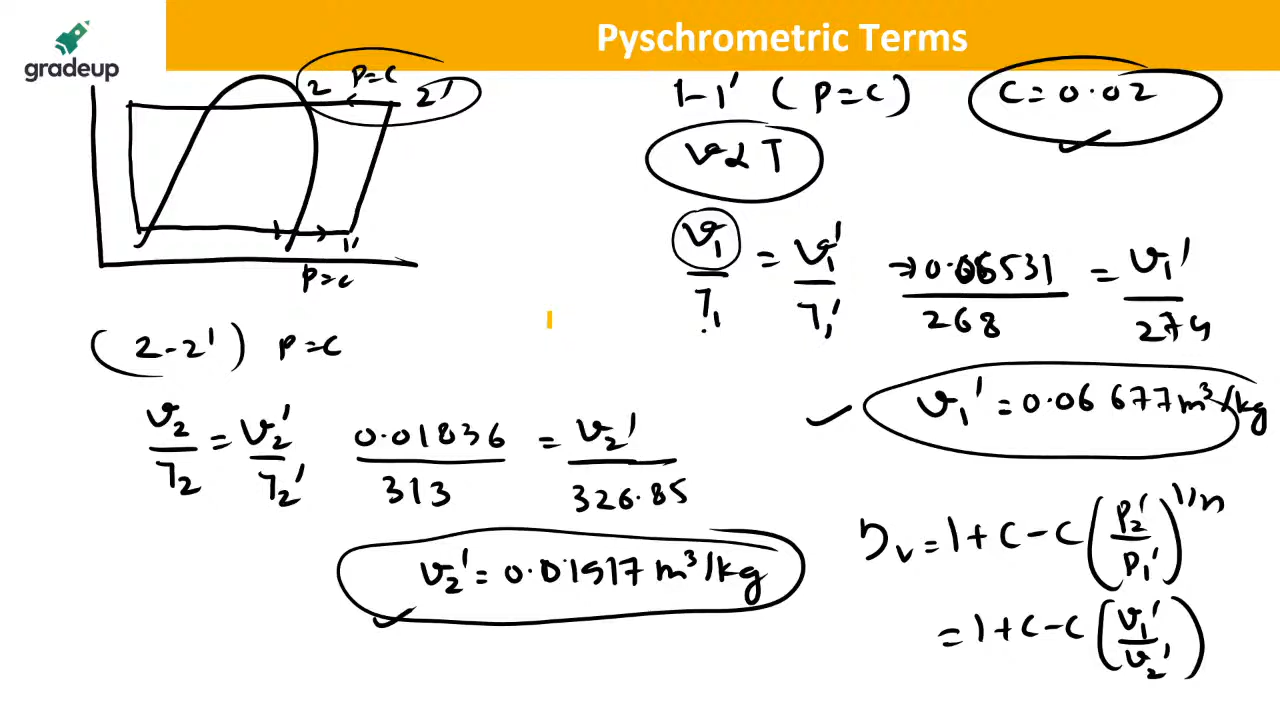 gradeup
Pyschrometric Terms
2 P=C 2'
1 1'
P=C
1-1' (P=C) C=0.02
v α T
v₁/T₁ = v₁'/T₁' → 0.06531/268 = v₁'/274
v₁' = 0.06677 m³/kg
(2-2') P=C
v₂/T₂ = v₂'/T₂' 0.01836/313 = v₂'/326.85
v₂' = 0.01917 m³/kg
ηᵥ = 1+C-C(P₂'/P₁')^1/n
= 1+C-C(v₁'/v₂')